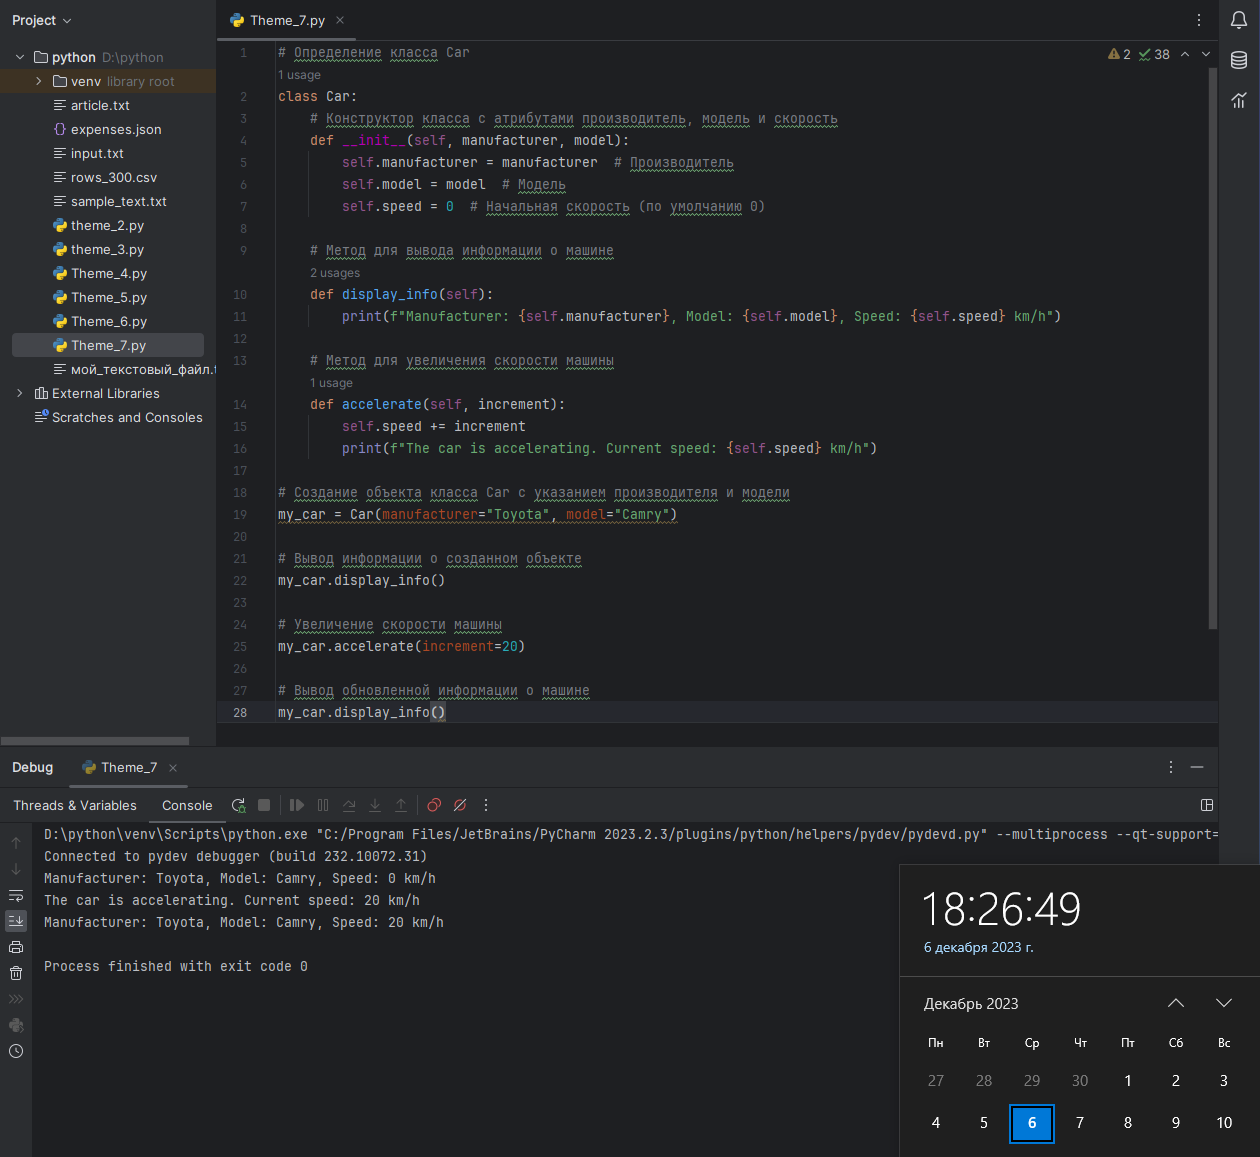 Project
python D:\python
venv library root
article.txt
expenses.json
input.txt
rows_300.csv
sample_text.txt
theme_2.py
theme_3.py
Theme_4.py
Theme_5.py
Theme_6.py
Theme_7.py
мой_текстовый_файл.
External Libraries
Scratches and Consoles
Theme_7.py
2 38
1 # Определение класса Car
1 usage
2 class Car:
3 # Конструктор класса с атрибутами производитель, модель и скорость
4 def __init__(self, manufacturer, model):
5 self.manufacturer = manufacturer # Производитель
6 self.model = model # Модель
7 self.speed = 0 # Начальная скорость (по умолчанию 0)
8
9 # Метод для вывода информации о машине
2 usages
10 def display_info(self):
11 print(f"Manufacturer: {self.manufacturer}, Model: {self.model}, Speed: {self.speed} km/h")
12
13 # Метод для увеличения скорости машины
1 usage
14 def accelerate(self, increment):
15 self.speed += increment
16 print(f"The car is accelerating. Current speed: {self.speed} km/h")
17
18 # Создание объекта класса Car с указанием производителя и модели
19 my_car = Car(manufacturer="Toyota", model="Camry")
20
21 # Вывод информации о созданном объекте
22 my_car.display_info()
23
24 # Увеличение скорости машины
25 my_car.accelerate(increment=20)
26
27 # Вывод обновленной информации о машине
28 my_car.display_info()
Debug Theme_7
Threads & Variables Console
D:\python\venv\Scripts\python.exe "C:/Program Files/JetBrains/PyCharm 2023.2.3/plugins/python/helpers/pydev/pydevd.py" --multiprocess --qt-support=
Connected to pydev debugger (build 232.10072.31)
Manufacturer: Toyota, Model: Camry, Speed: 0 km/h
The car is accelerating. Current speed: 20 km/h
Manufacturer: Toyota, Model: Camry, Speed: 20 km/h
Process finished with exit code 0
18:26:49
6 декабря 2023 г.
Декабрь 2023
Пн Вт Ср Чт Пт Сб Вс
27 28 29 30 1 2 3
4 5 6 7 8 9 10